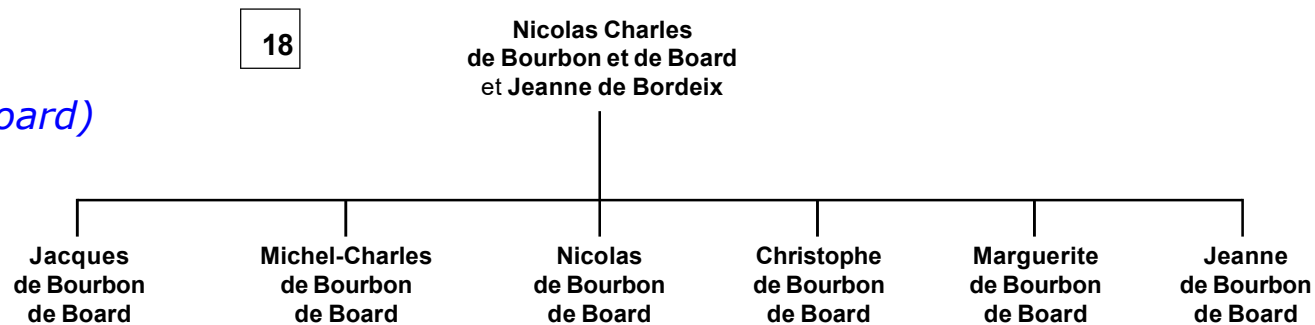 18
Nicolas Charles
de Bourbon et de Board
et Jeanne de Bordeix
oard)
Jacques
de Bourbon
de Board
Michel-Charles
de Bourbon
de Board
Nicolas
de Bourbon
de Board
Christophe
de Bourbon
de Board
Marguerite
de Bourbon
de Board
Jeanne
de Bourbon
de Board